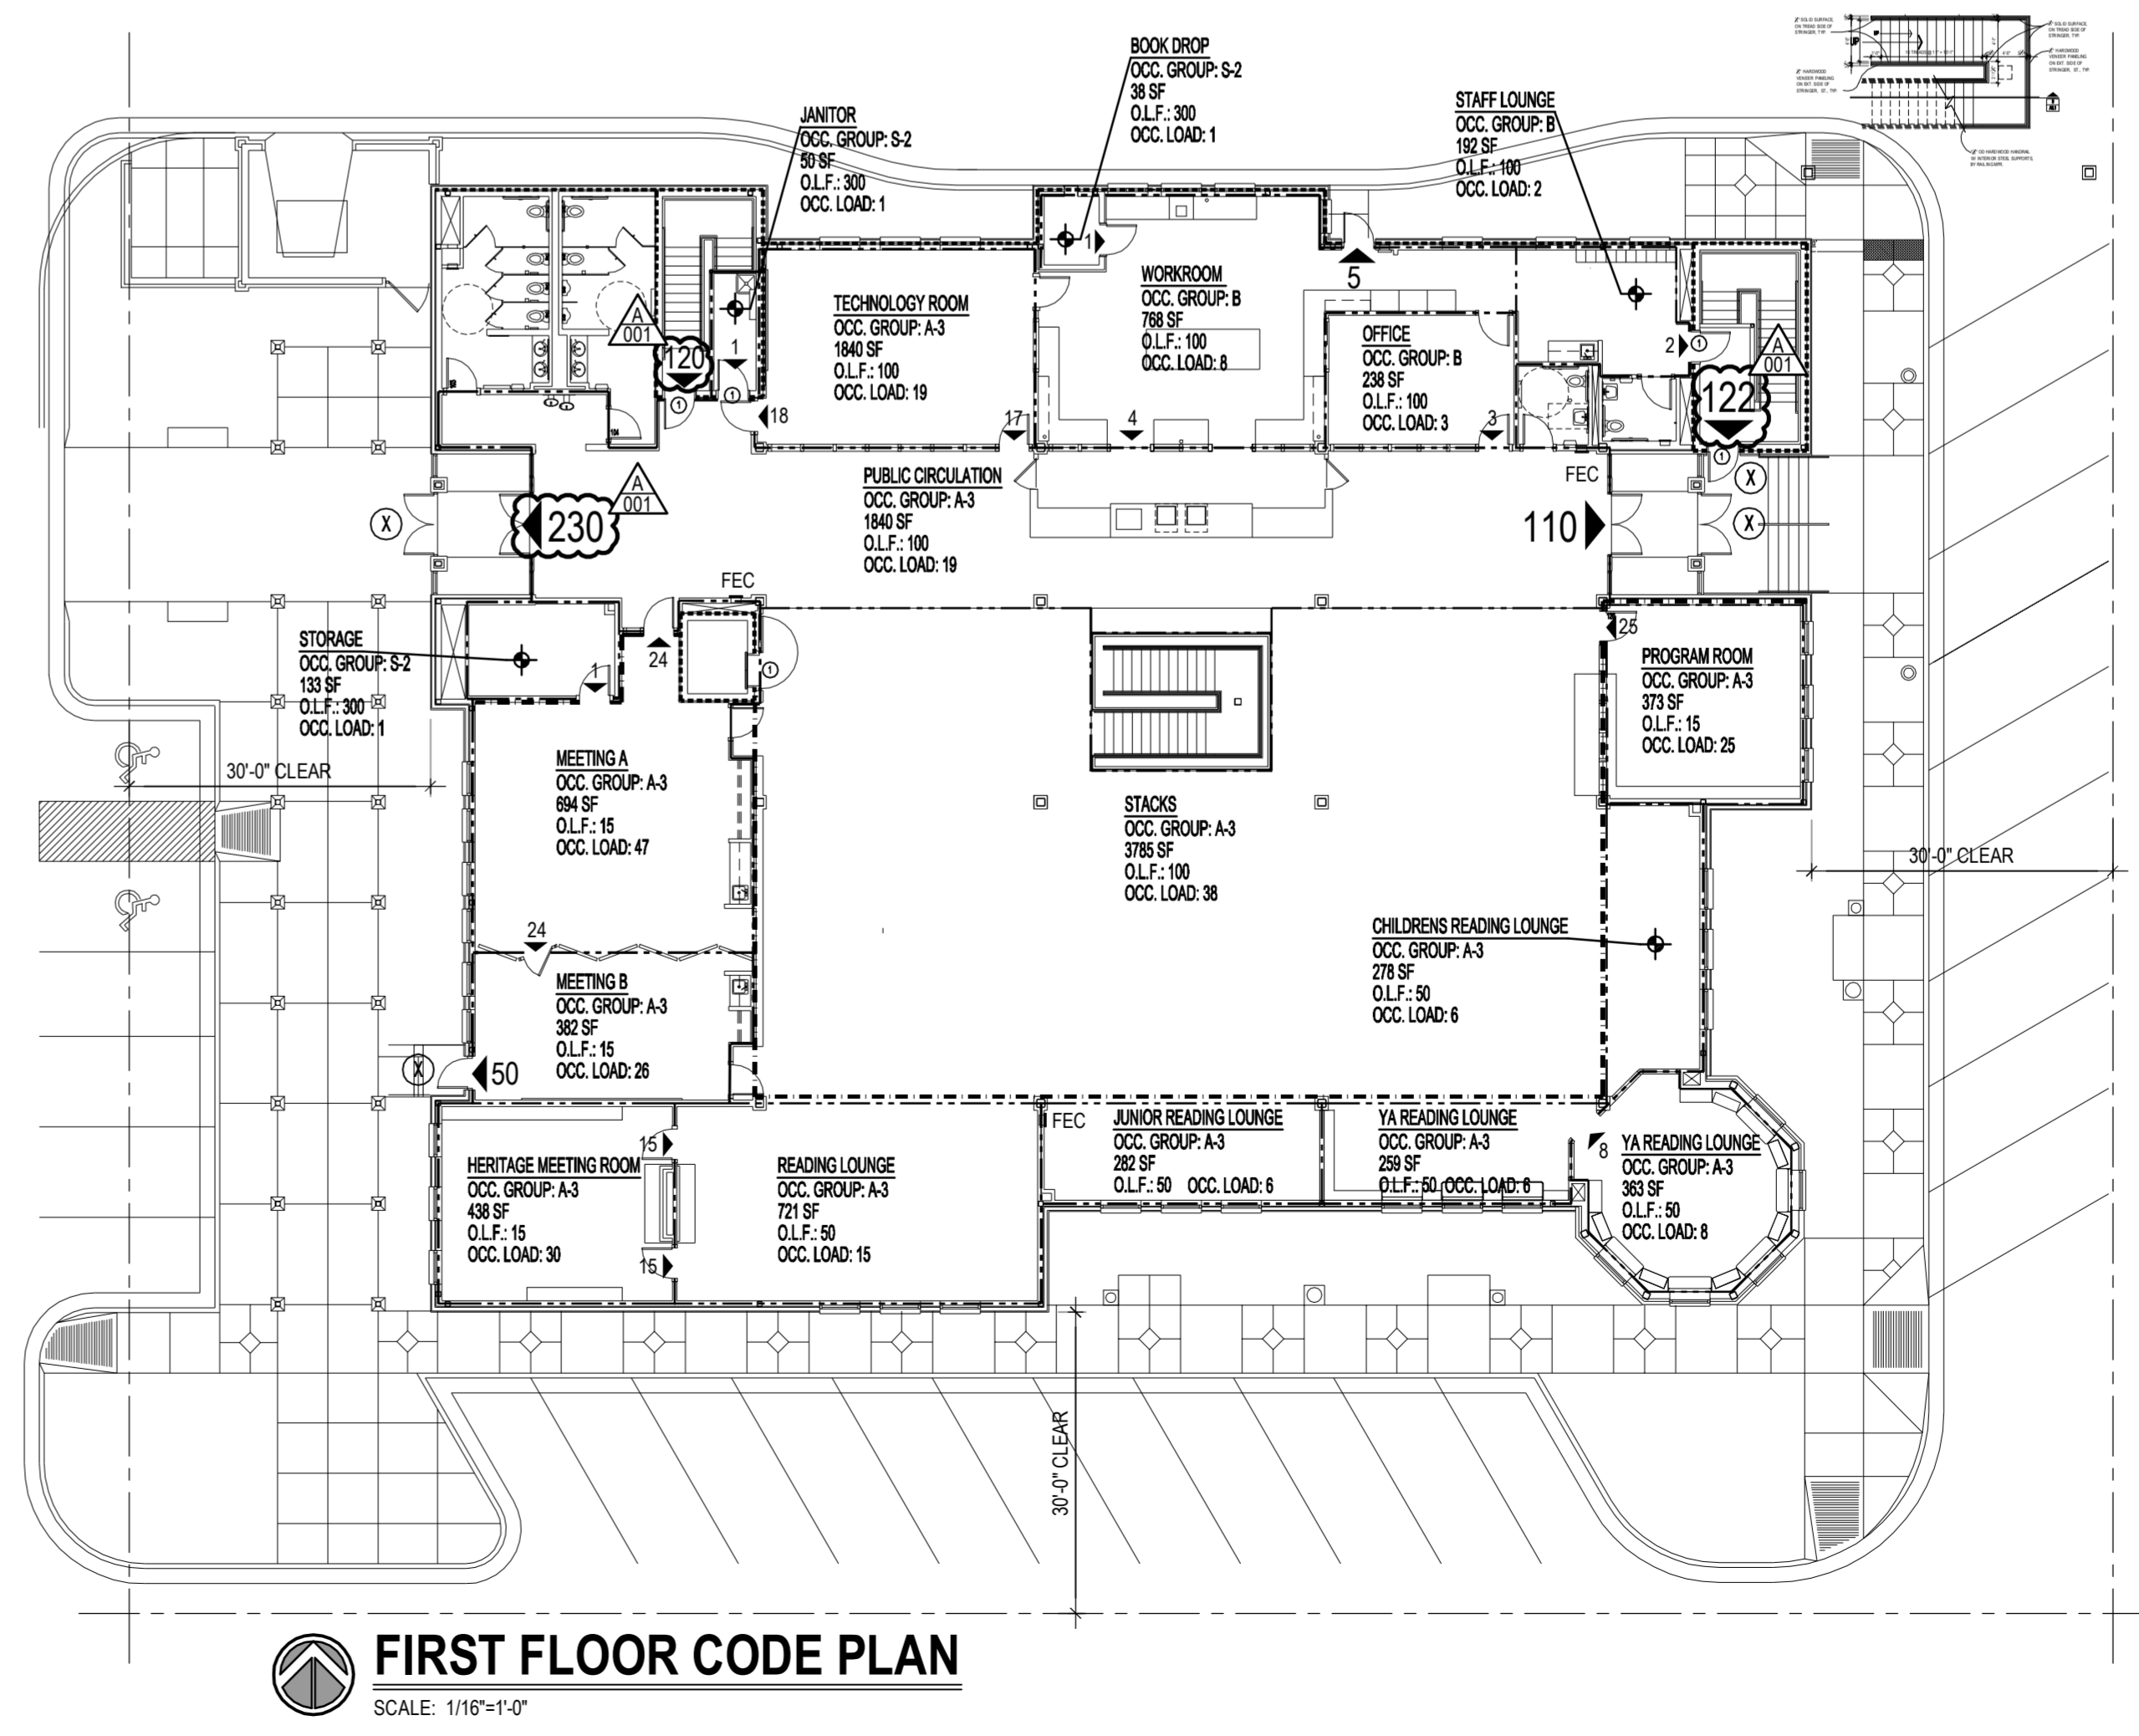 BOOK DROP
OCC. GROUP: S-2
38 SF
O.L.F.: 300
OCC. LOAD: 1
JANITOR
OCC. GROUP: S-2
50 SF
O.L.F.: 300
OCC. LOAD: 1
STAFF LOUNGE
OCC. GROUP: B
192 SF
O.L.F.: 100
OCC. LOAD: 2
UP
TECHNOLOGY ROOM
OCC. GROUP: A-3
1840 SF
O.L.F.: 100
OCC. LOAD: 19
WORKROOM
OCC. GROUP: B
768 SF
O.L.F.: 100
OCC. LOAD: 8
OFFICE
OCC. GROUP: B
238 SF
O.L.F.: 100
OCC. LOAD: 3
1
5
A
001
120
1
1
1
18
17
4
3
2
1
A
001
122
1
X
PUBLIC CIRCULATION
OCC. GROUP: A-3
1840 SF
O.L.F.: 100
OCC. LOAD: 19
FEC
A
001
X
230
110
X
FEC
STORAGE
OCC. GROUP: S-2
133 SF
O.L.F.: 300
OCC. LOAD: 1
1
24
1
25
PROGRAM ROOM
OCC. GROUP: A-3
373 SF
O.L.F.: 15
OCC. LOAD: 25
30'-0" CLEAR
MEETING A
OCC. GROUP: A-3
694 SF
O.L.F.: 15
OCC. LOAD: 47
STACKS
OCC. GROUP: A-3
3785 SF
O.L.F.: 100
OCC. LOAD: 38
30'-0" CLEAR
24
CHILDRENS READING LOUNGE
OCC. GROUP: A-3
278 SF
O.L.F.: 50
OCC. LOAD: 6
MEETING B
OCC. GROUP: A-3
382 SF
O.L.F.: 15
OCC. LOAD: 26
X
50
FEC
HERITAGE MEETING ROOM
OCC. GROUP: A-3
438 SF
O.L.F.: 15
OCC. LOAD: 30
15
15
READING LOUNGE
OCC. GROUP: A-3
721 SF
O.L.F.: 50
OCC. LOAD: 15
JUNIOR READING LOUNGE
OCC. GROUP: A-3
282 SF
O.L.F.: 50 OCC. LOAD: 6
YA READING LOUNGE
OCC. GROUP: A-3
259 SF
O.L.F.: 50 OCC. LOAD: 6
8
YA READING LOUNGE
OCC. GROUP: A-3
363 SF
O.L.F.: 50
OCC. LOAD: 8
30'-0" CLEAR
FIRST FLOOR CODE PLAN
SCALE: 1/16"=1'-0"